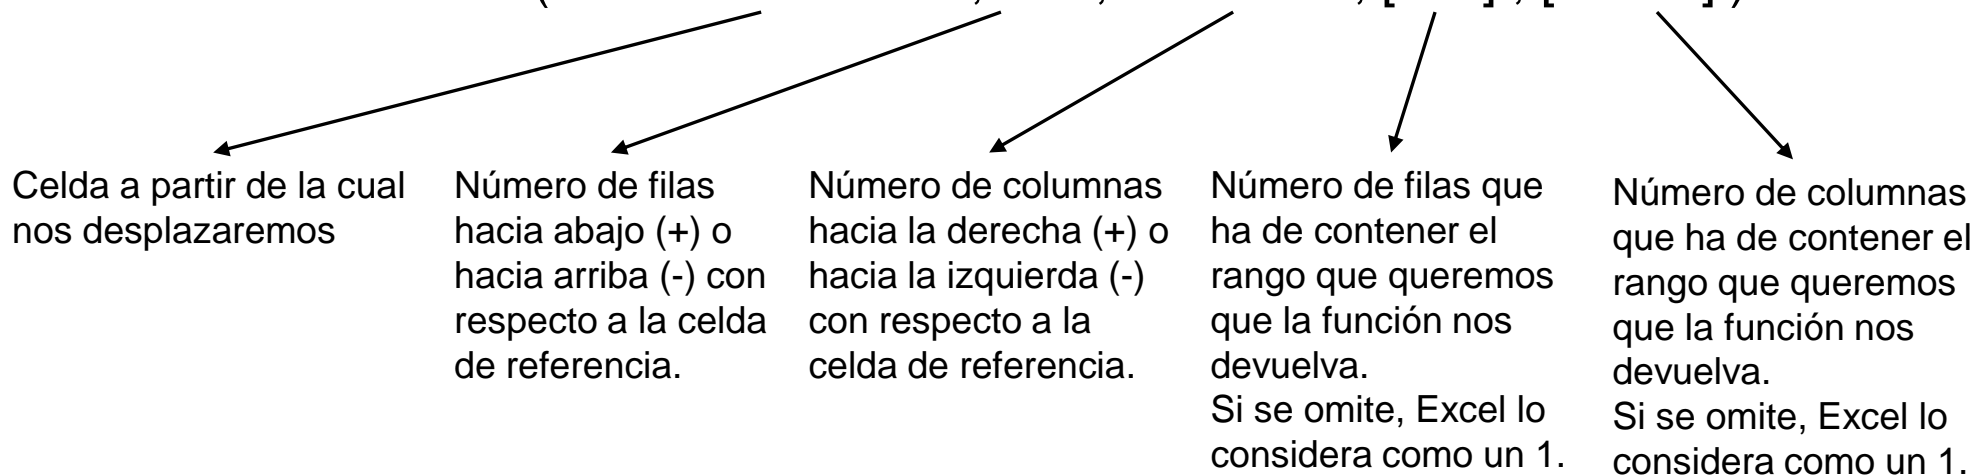 Celda a partir de la cual
nos desplazaremos
Número de filas
hacia abajo (+) o
hacia arriba (-) con
respecto a la celda
de referencia.
Número de columnas
hacia la derecha (+) o
hacia la izquierda (-)
con respecto a la
celda de referencia.
Número de filas que
ha de contener el
rango que queremos
que la función nos
devuelva.
Si se omite, Excel lo
considera como un 1.
Número de columnas
que ha de contener el
rango que queremos
que la función nos
devuelva.
Si se omite, Excel lo
considera como un 1.